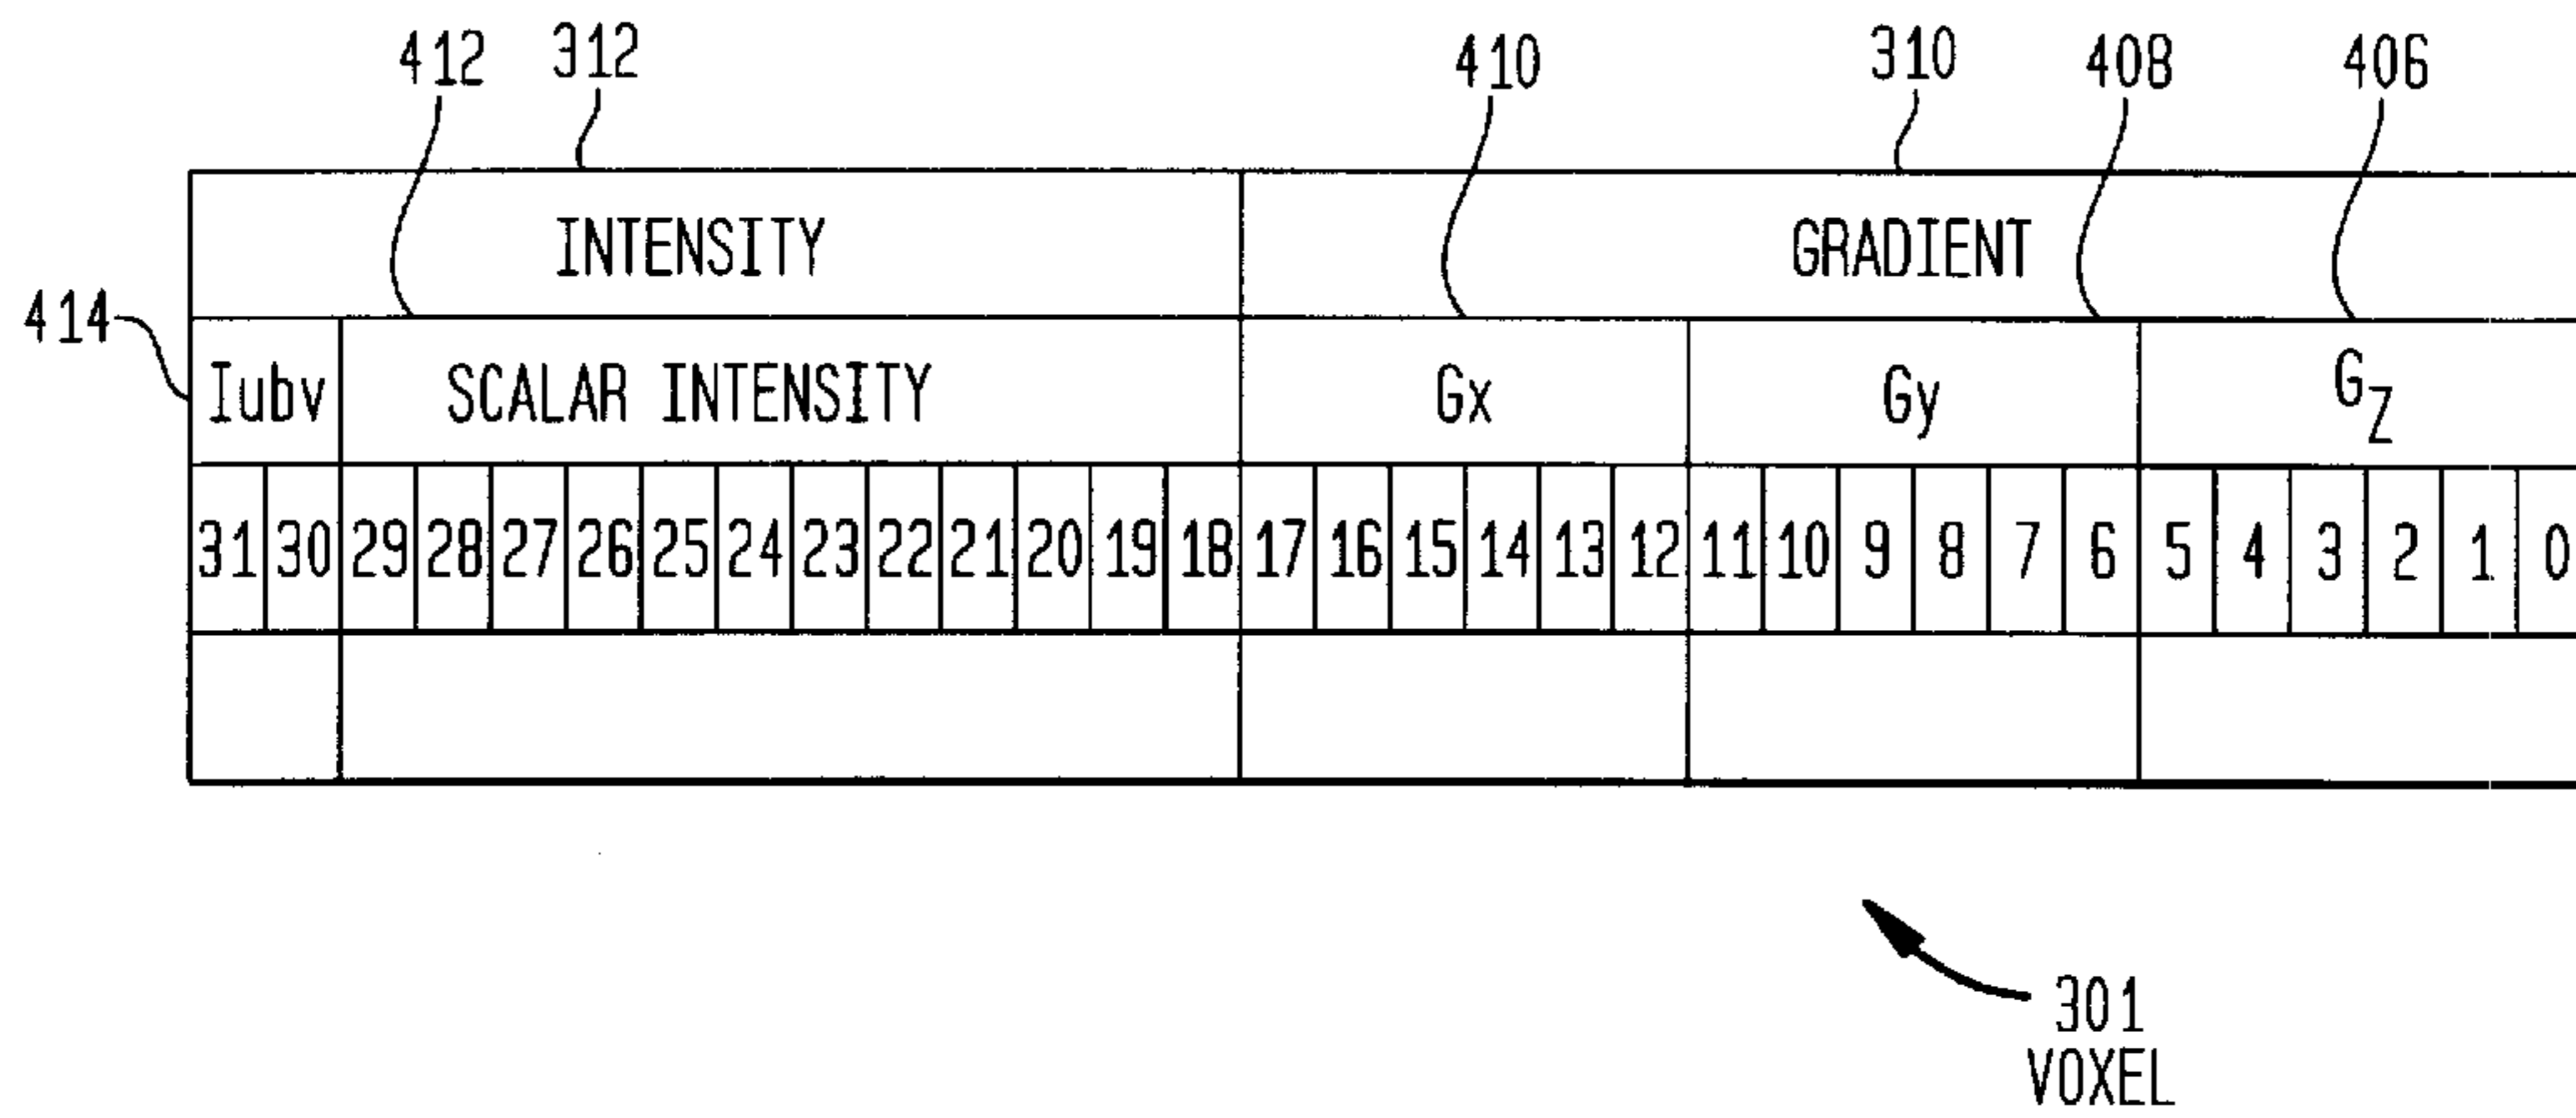 412 312 410 310 408 406
INTENSITY GRADIENT
414
Iubv SCALAR INTENSITY Gx Gy GZ
31 30 29 28 27 26 25 24 23 22 21 20 19 18 17 16 15 14 13 12 11 10 9 8 7 6 5 4 3 2 1 0
301
VOXEL